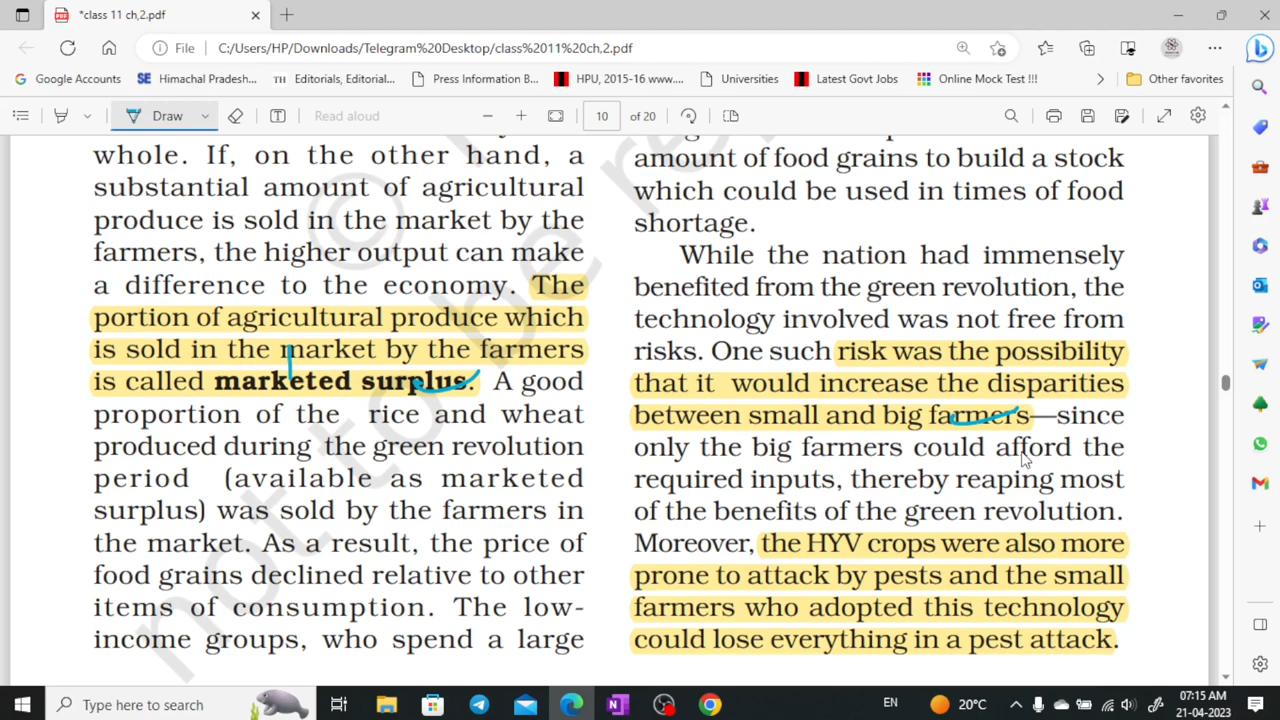 *class 11 ch,2.pdf
File C:/Users/HP/Downloads/Telegram%20Desktop/class%2011%20ch,2.pdf
Google Accounts SE Himachal Pradesh... TH Editorials, Editorial... Press Information B... HPU, 2015-16 www.... Universities Latest Govt Jobs Online Mock Test !!! Other favorites
Draw Read aloud 10 of 20
whole. If, on the other hand, a
substantial amount of agricultural
produce is sold in the market by the
farmers, the higher output can make
a difference to the economy. The
portion of agricultural produce which
is sold in the market by the farmers
is called marketed surplus. A good
proportion of the rice and wheat
produced during the green revolution
period (available as marketed
surplus) was sold by the farmers in
the market. As a result, the price of
food grains declined relative to other
items of consumption. The low-
income groups, who spend a large
amount of food grains to build a stock
which could be used in times of food
shortage.
While the nation had immensely
benefited from the green revolution, the
technology involved was not free from
risks. One such risk was the possibility
that it would increase the disparities
between small and big farmers—since
only the big farmers could afford the
required inputs, thereby reaping most
of the benefits of the green revolution.
Moreover, the HYV crops were also more
prone to attack by pests and the small
farmers who adopted this technology
could lose everything in a pest attack.
not to be re
©
Type here to search EN 20°C 07:15 AM
21-04-2023